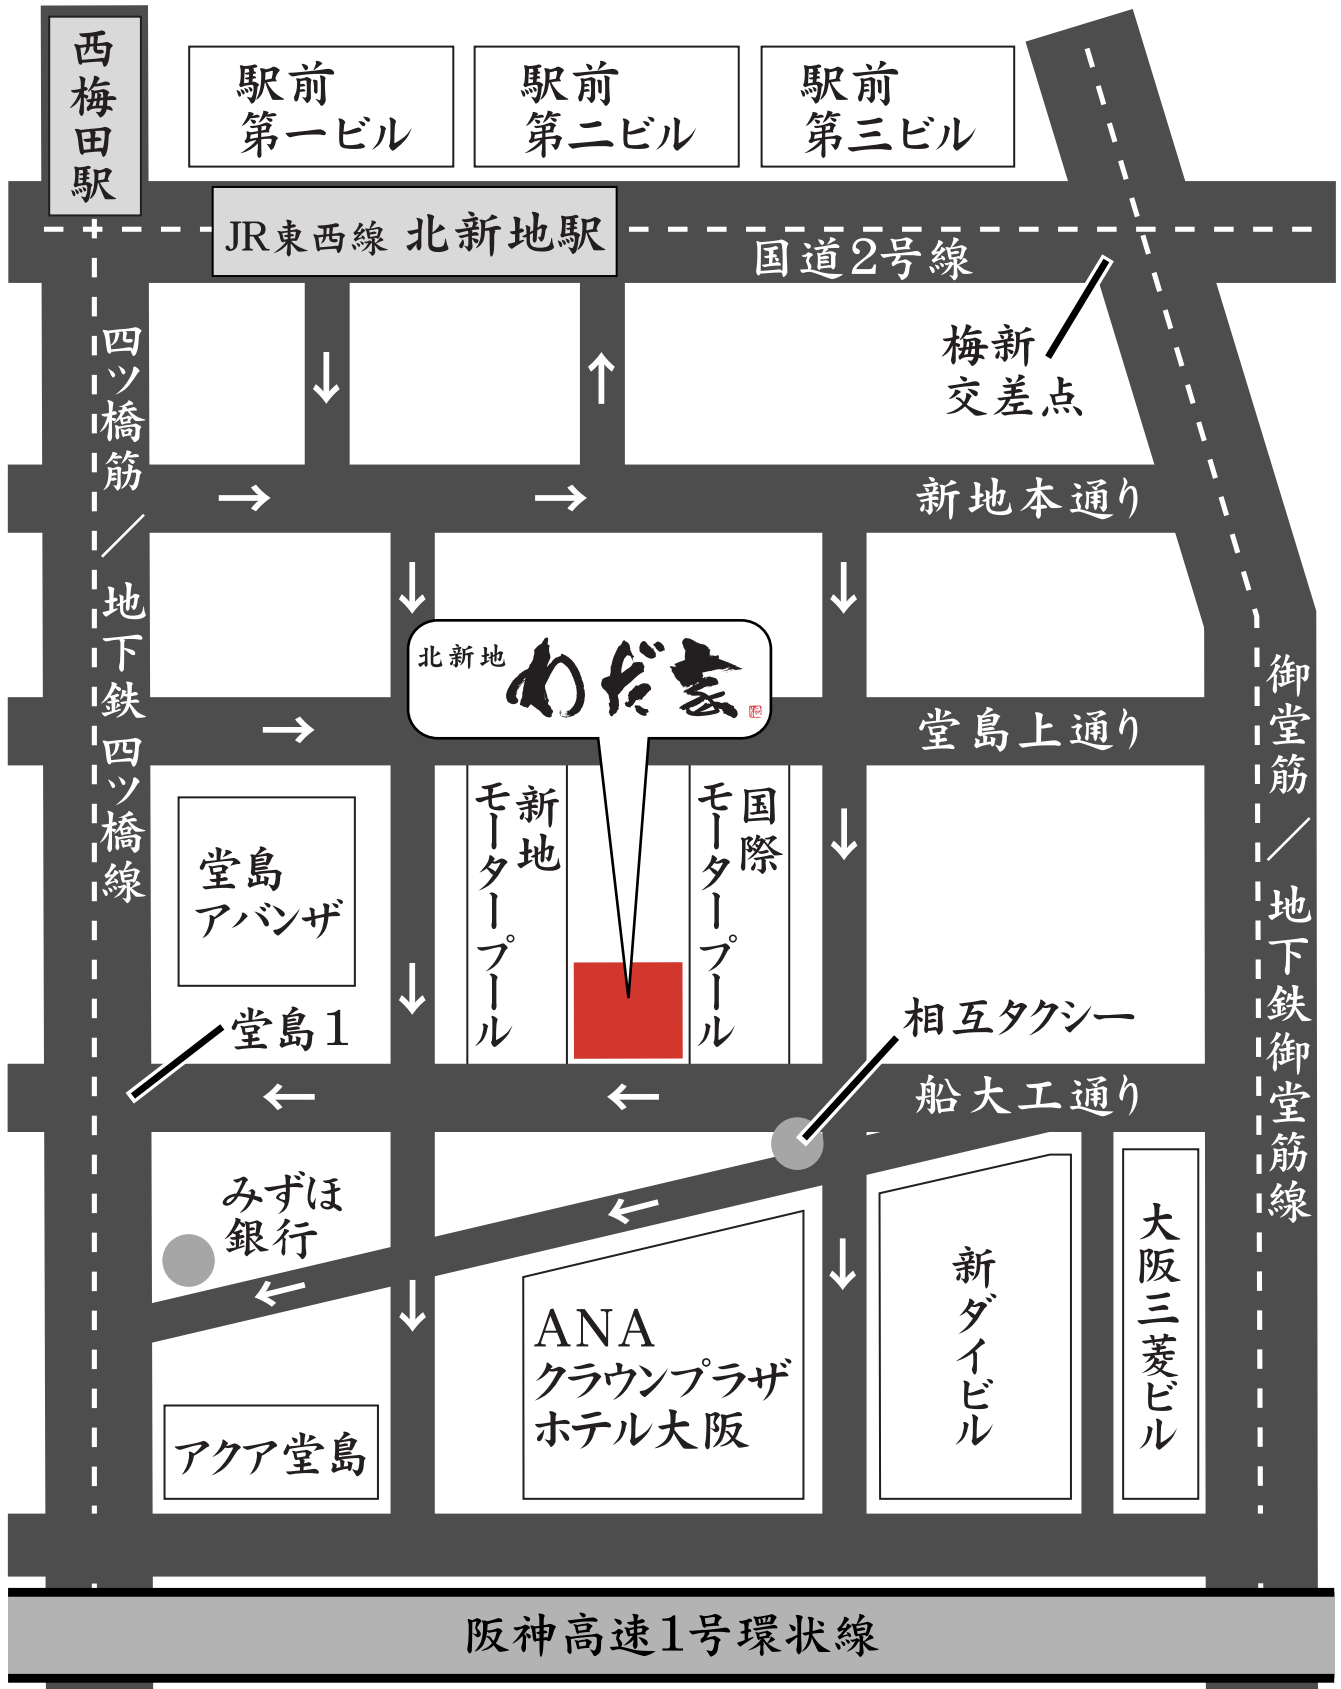 西梅田駅
駅前
第一ビル
駅前
第二ビル
駅前
第三ビル
JR東西線 北新地駅
国道2号線
梅新
交差点
四ツ橋筋／地下鉄四ツ橋線
新地本通り
北新地 わだ家
堂島上通り
御堂筋／地下鉄御堂筋線
新地
モータープール
国際
モータープール
堂島
アバンザ
堂島1
相互タクシー
船大工通り
みずほ
銀行
ANA
クラウンプラザ
ホテル大阪
新ダイビル
大阪三菱ビル
アクア堂島
阪神高速1号環状線